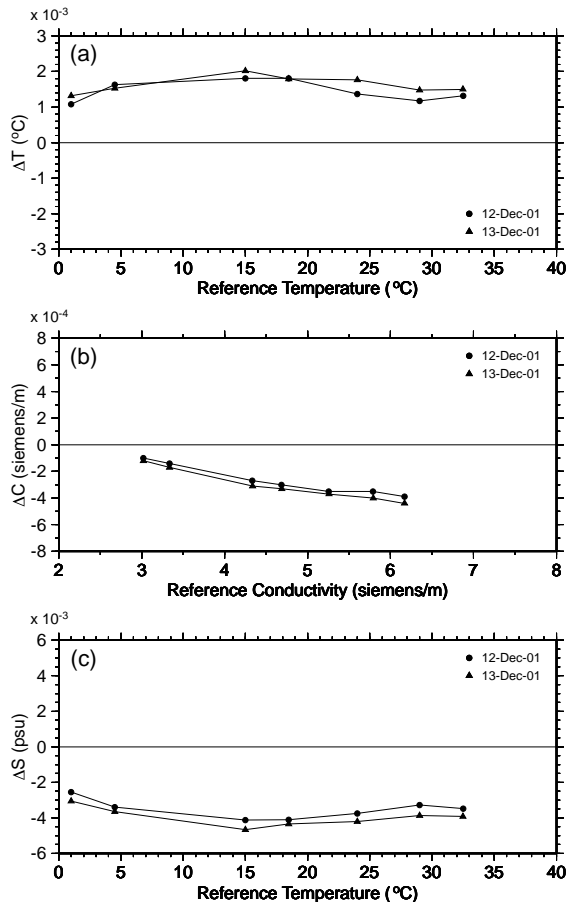 x 10⁻³
(a)
3
2
1
0
-1
-2
-3
ΔT (°C)
12-Dec-01
13-Dec-01
0 5 10 15 20 25 30 35 40
Reference Temperature (°C)
x 10⁻⁴
(b)
8
6
4
2
0
-2
-4
-6
-8
ΔC (siemens/m)
12-Dec-01
13-Dec-01
2 3 4 5 6 7 8
Reference Conductivity (siemens/m)
x 10⁻³
(c)
6
4
2
0
-2
-4
-6
ΔS (psu)
12-Dec-01
13-Dec-01
0 5 10 15 20 25 30 35 40
Reference Temperature (°C)